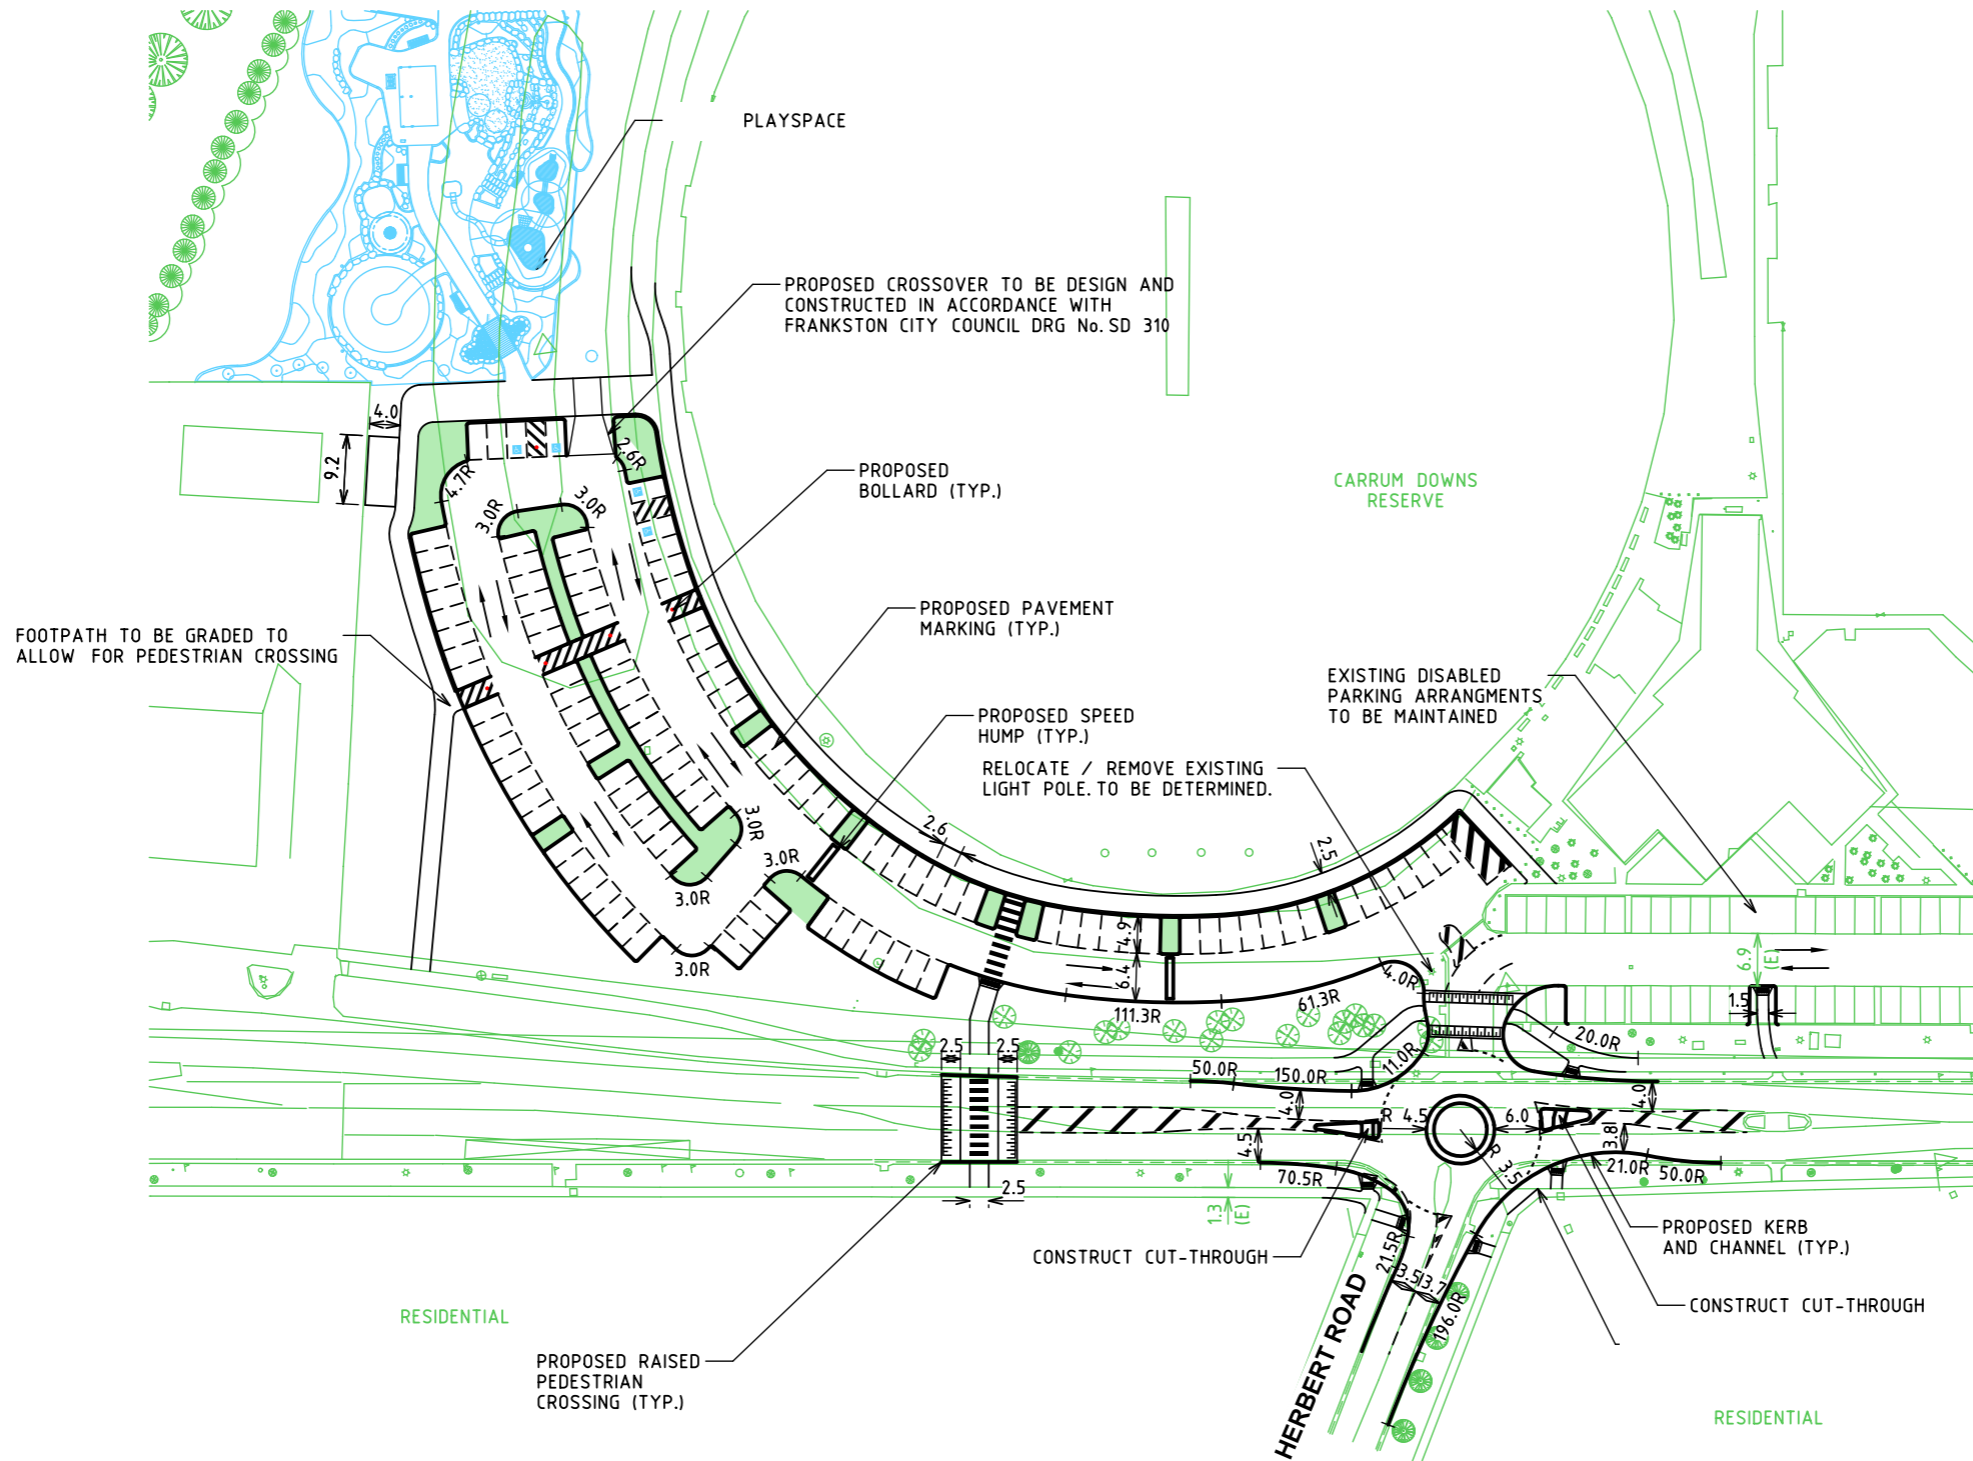 PLAYSPACE
PROPOSED CROSSOVER TO BE DESIGN AND
CONSTRUCTED IN ACCORDANCE WITH
FRANKSTON CITY COUNCIL DRG No. SD 310
4.0
9.2
4.7R
2.6R
3.0R
3.0R
PROPOSED
BOLLARD (TYP.)
CARRUM DOWNS
RESERVE
PROPOSED PAVEMENT
MARKING (TYP.)
FOOTPATH TO BE GRADED TO
ALLOW FOR PEDESTRIAN CROSSING
EXISTING DISABLED
PARKING ARRANGMENTS
TO BE MAINTAINED
PROPOSED SPEED
HUMP (TYP.)
RELOCATE / REMOVE EXISTING
LIGHT POLE. TO BE DETERMINED.
3.0R
2.6
2.5
3.0R
3.0R
3.0R
4.9
6.4
4.0R
61.3R
111.3R
6.9
(E)
1.5
20.0R
2.5
2.5
50.0R
150.0R
11.0R
4.0
4.0
R 4.5
6.0
3.8
4.5
R 3.5
21.0R
50.0R
70.5R
2.5
1.3
(E)
21.5R
3.5
3.7
196.0R
CONSTRUCT CUT-THROUGH
PROPOSED KERB
AND CHANNEL (TYP.)
CONSTRUCT CUT-THROUGH
HERBERT ROAD
RESIDENTIAL
PROPOSED RAISED
PEDESTRIAN
CROSSING (TYP.)
RESIDENTIAL